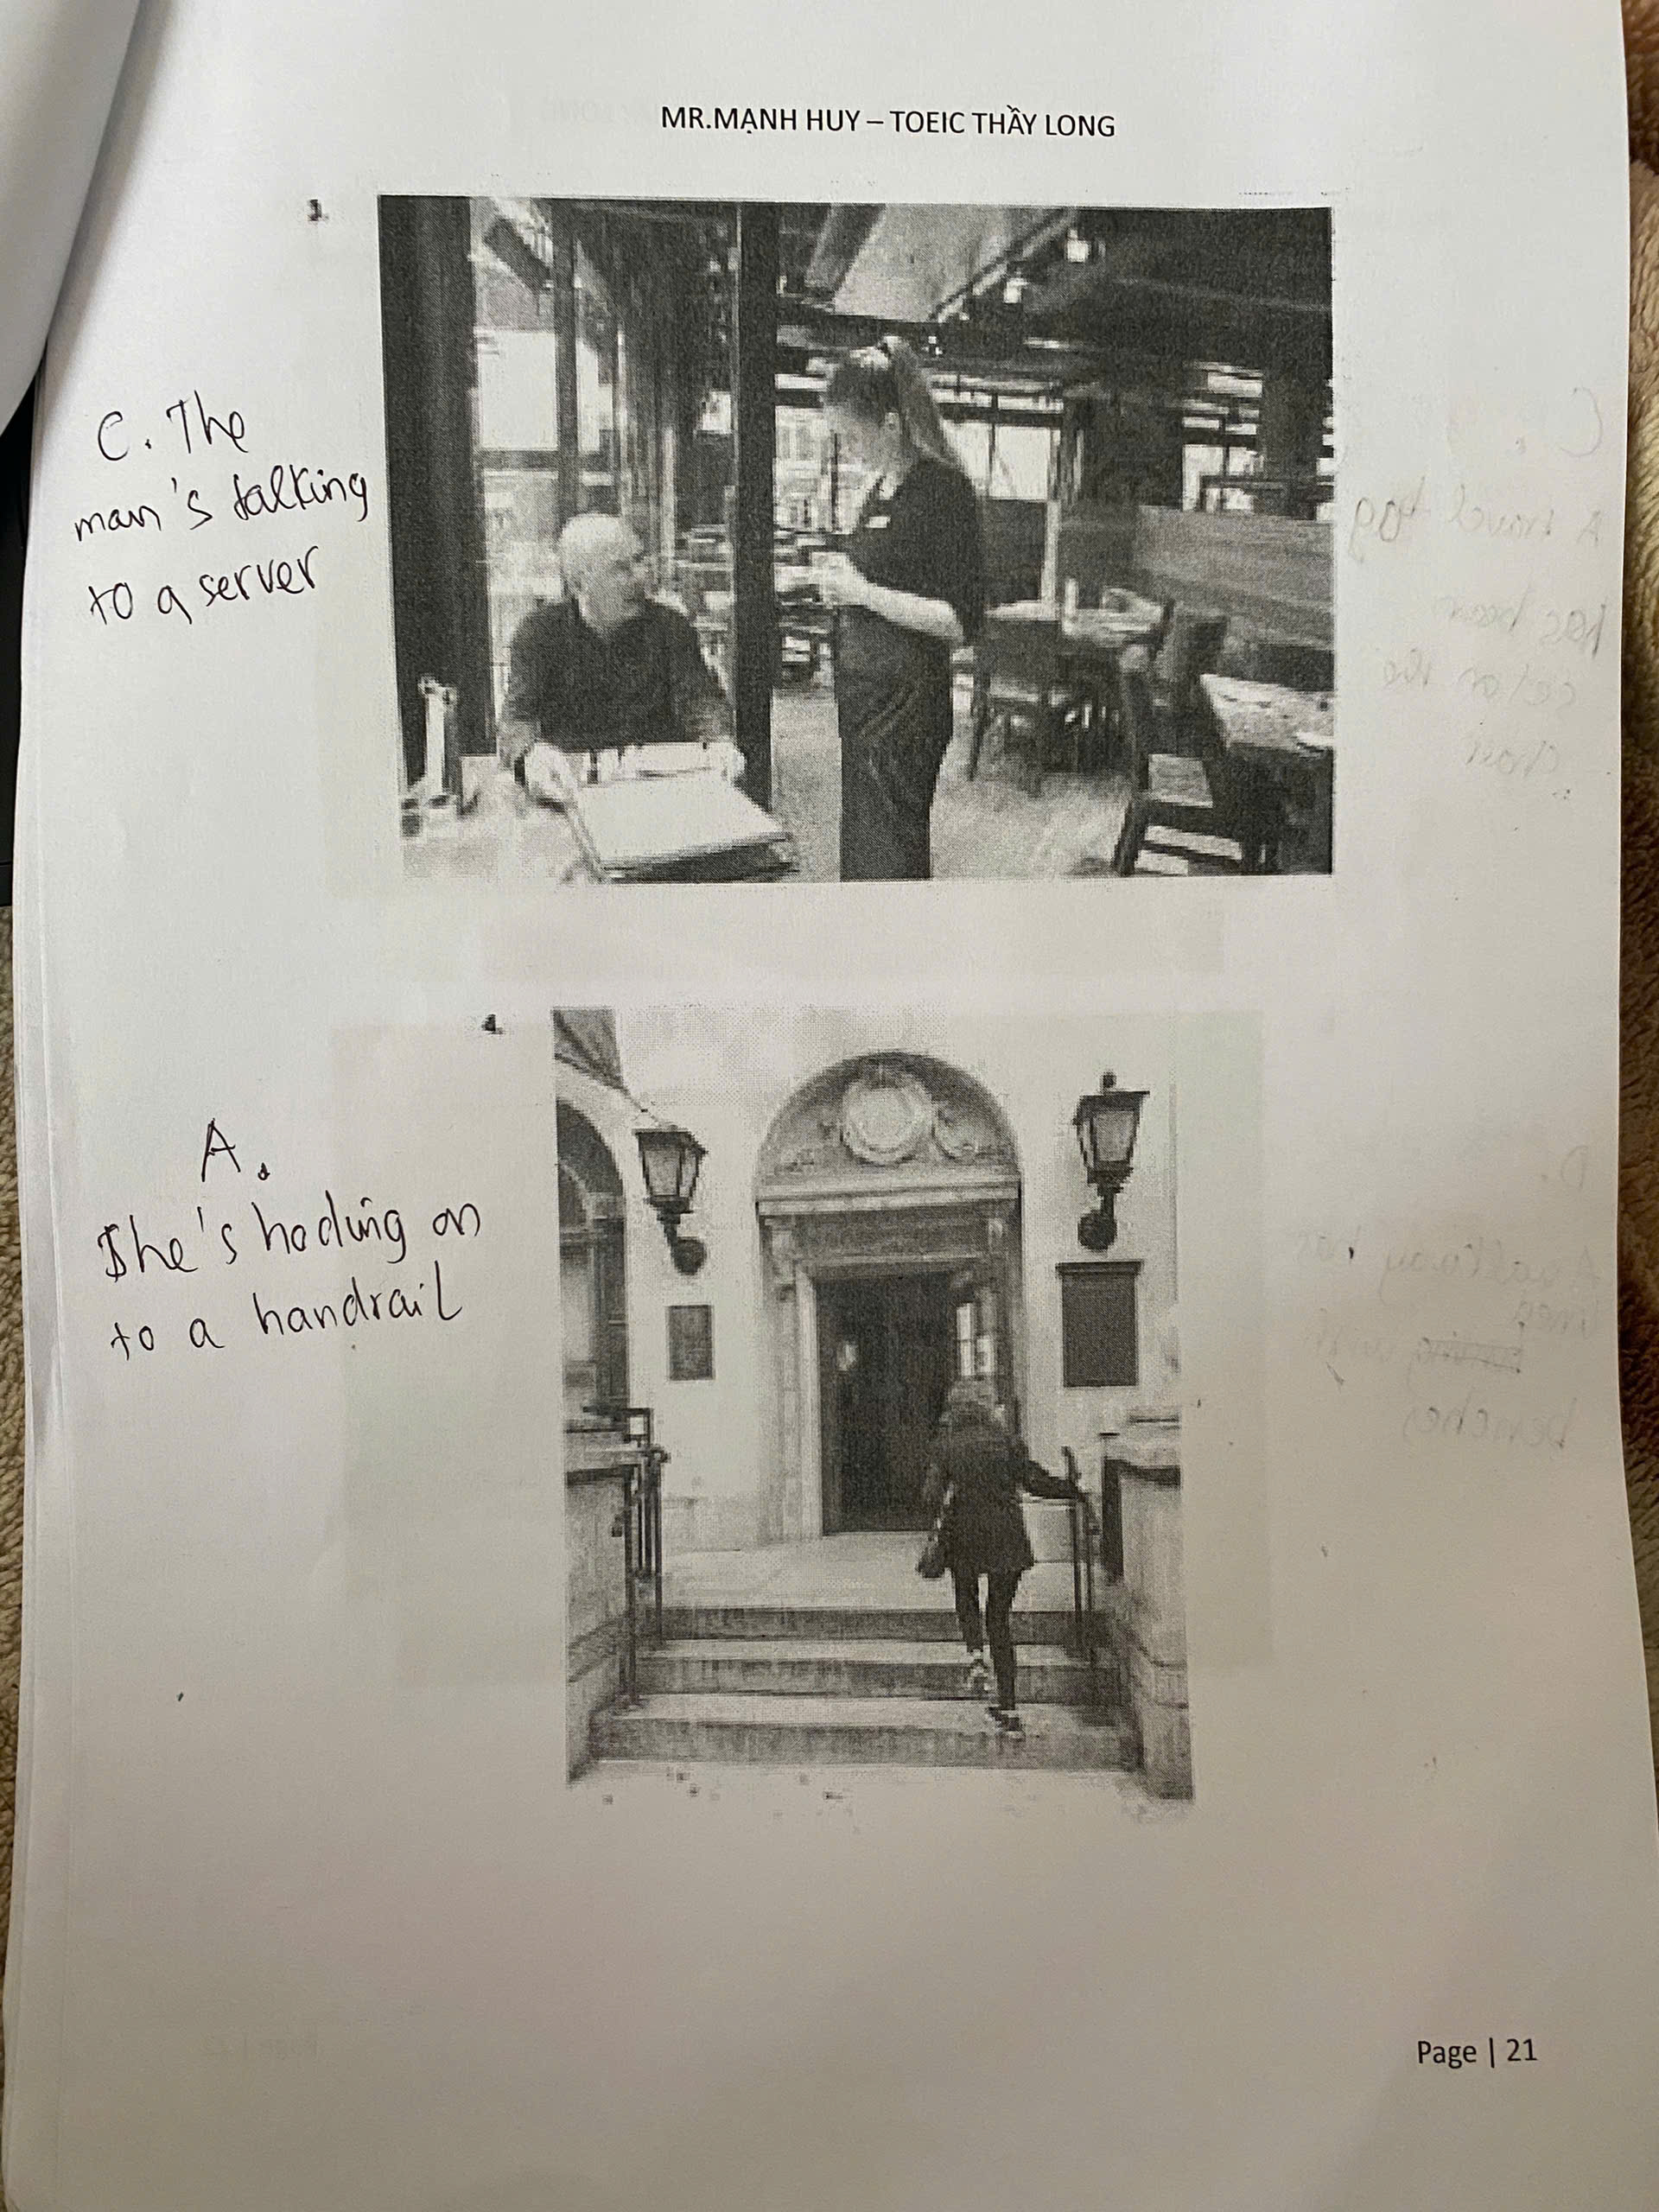 MR.MẠNH HUY – TOEIC THẦY LONG
3.
C. The
man's talking
to a server
4.
A.
She's hoding on
to a handrail
Page | 21